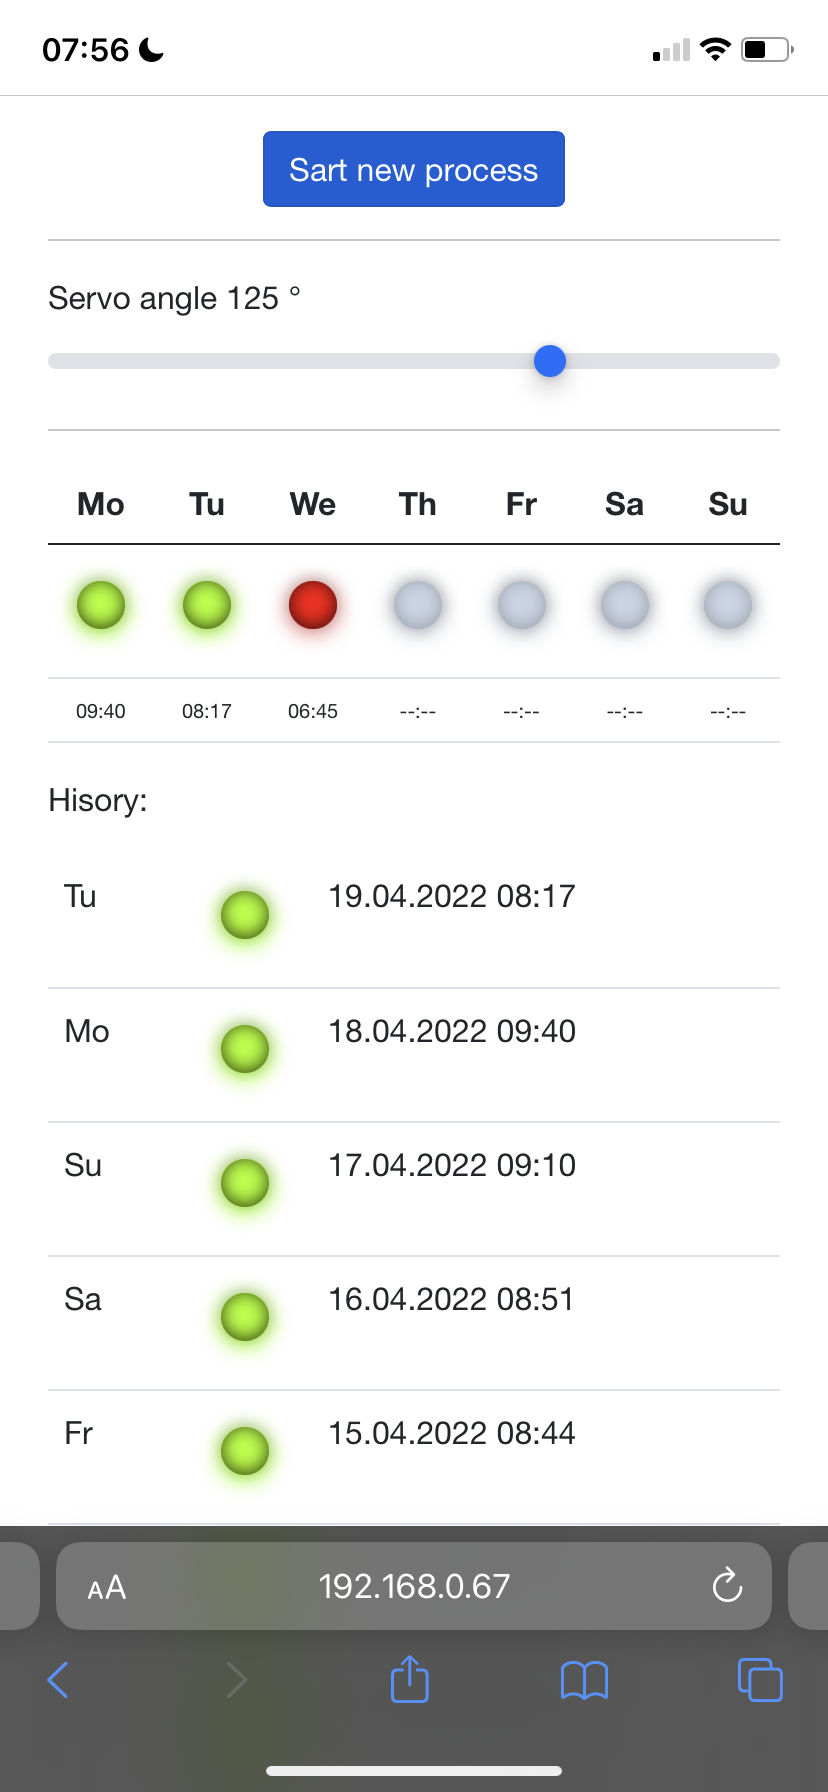 07:56
Sart new process
Servo angle 125 °
Mo Tu We Th Fr Sa Su
09:40 08:17 06:45 --:-- --:-- --:-- --:--
Hisory:
Tu 19.04.2022 08:17
Mo 18.04.2022 09:40
Su 17.04.2022 09:10
Sa 16.04.2022 08:51
Fr 15.04.2022 08:44
AA 192.168.0.67